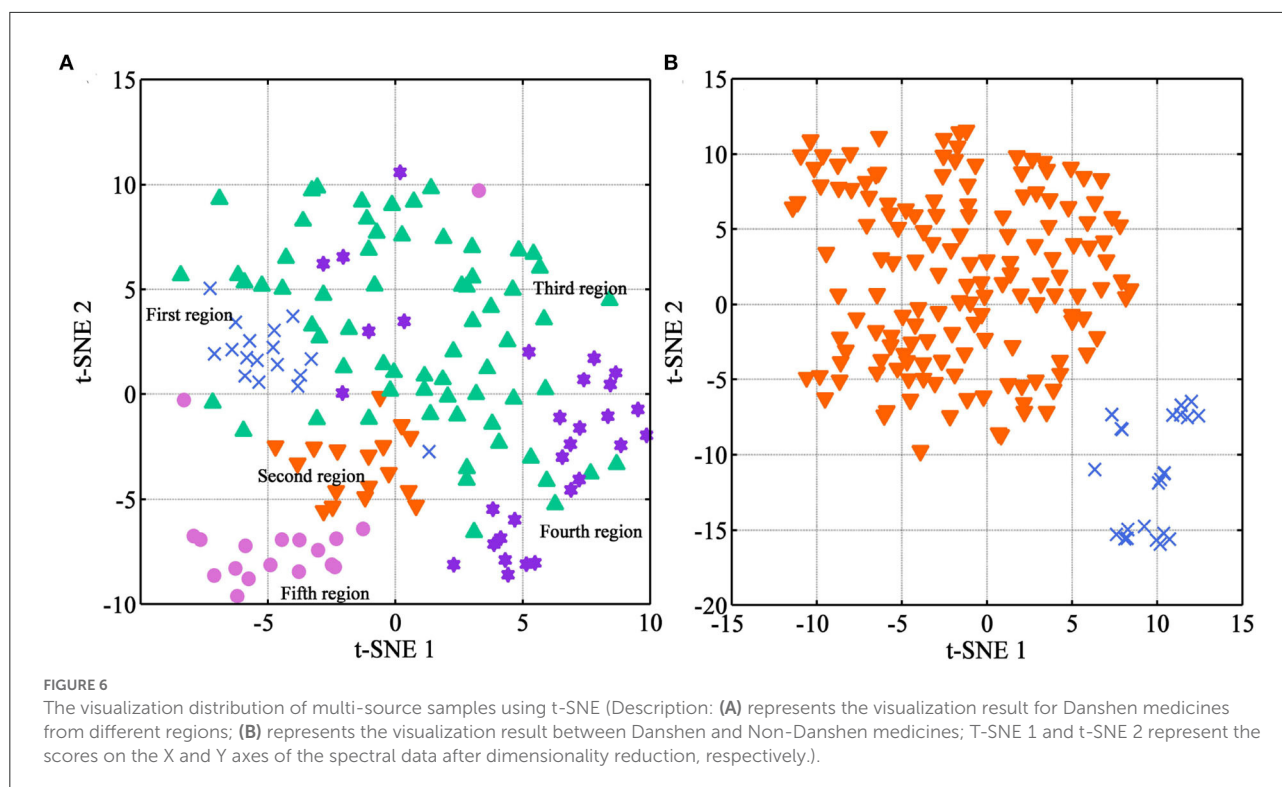 A
15
10
5
0
-5
-10
-5
0
5
10
t-SNE 2
t-SNE 1
First region
Second region
Third region
Fourth region
Fifth region
B
15
10
5
0
-5
-10
-15
-20
-15
-10
-5
0
5
10
15
t-SNE 2
t-SNE 1
FIGURE 6
The visualization distribution of multi-source samples using t-SNE (Description: (A) represents the visualization result for Danshen medicines
from different regions; (B) represents the visualization result between Danshen and Non-Danshen medicines; T-SNE 1 and t-SNE 2 represent the
scores on the X and Y axes of the spectral data after dimensionality reduction, respectively.).